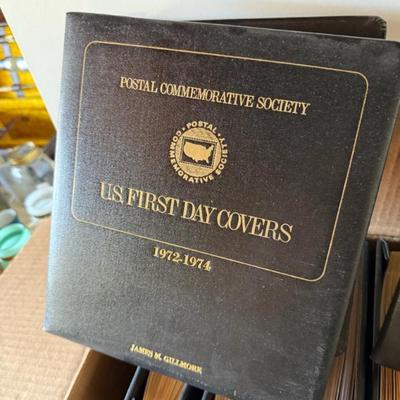 POSTAL COMMEMORATIVE SOCIETY
POSTAL
COMMEMORATIVE SOCIETY
U.S. FIRST DAY COVERS
1972-1974
JAMES M. GILLMORE